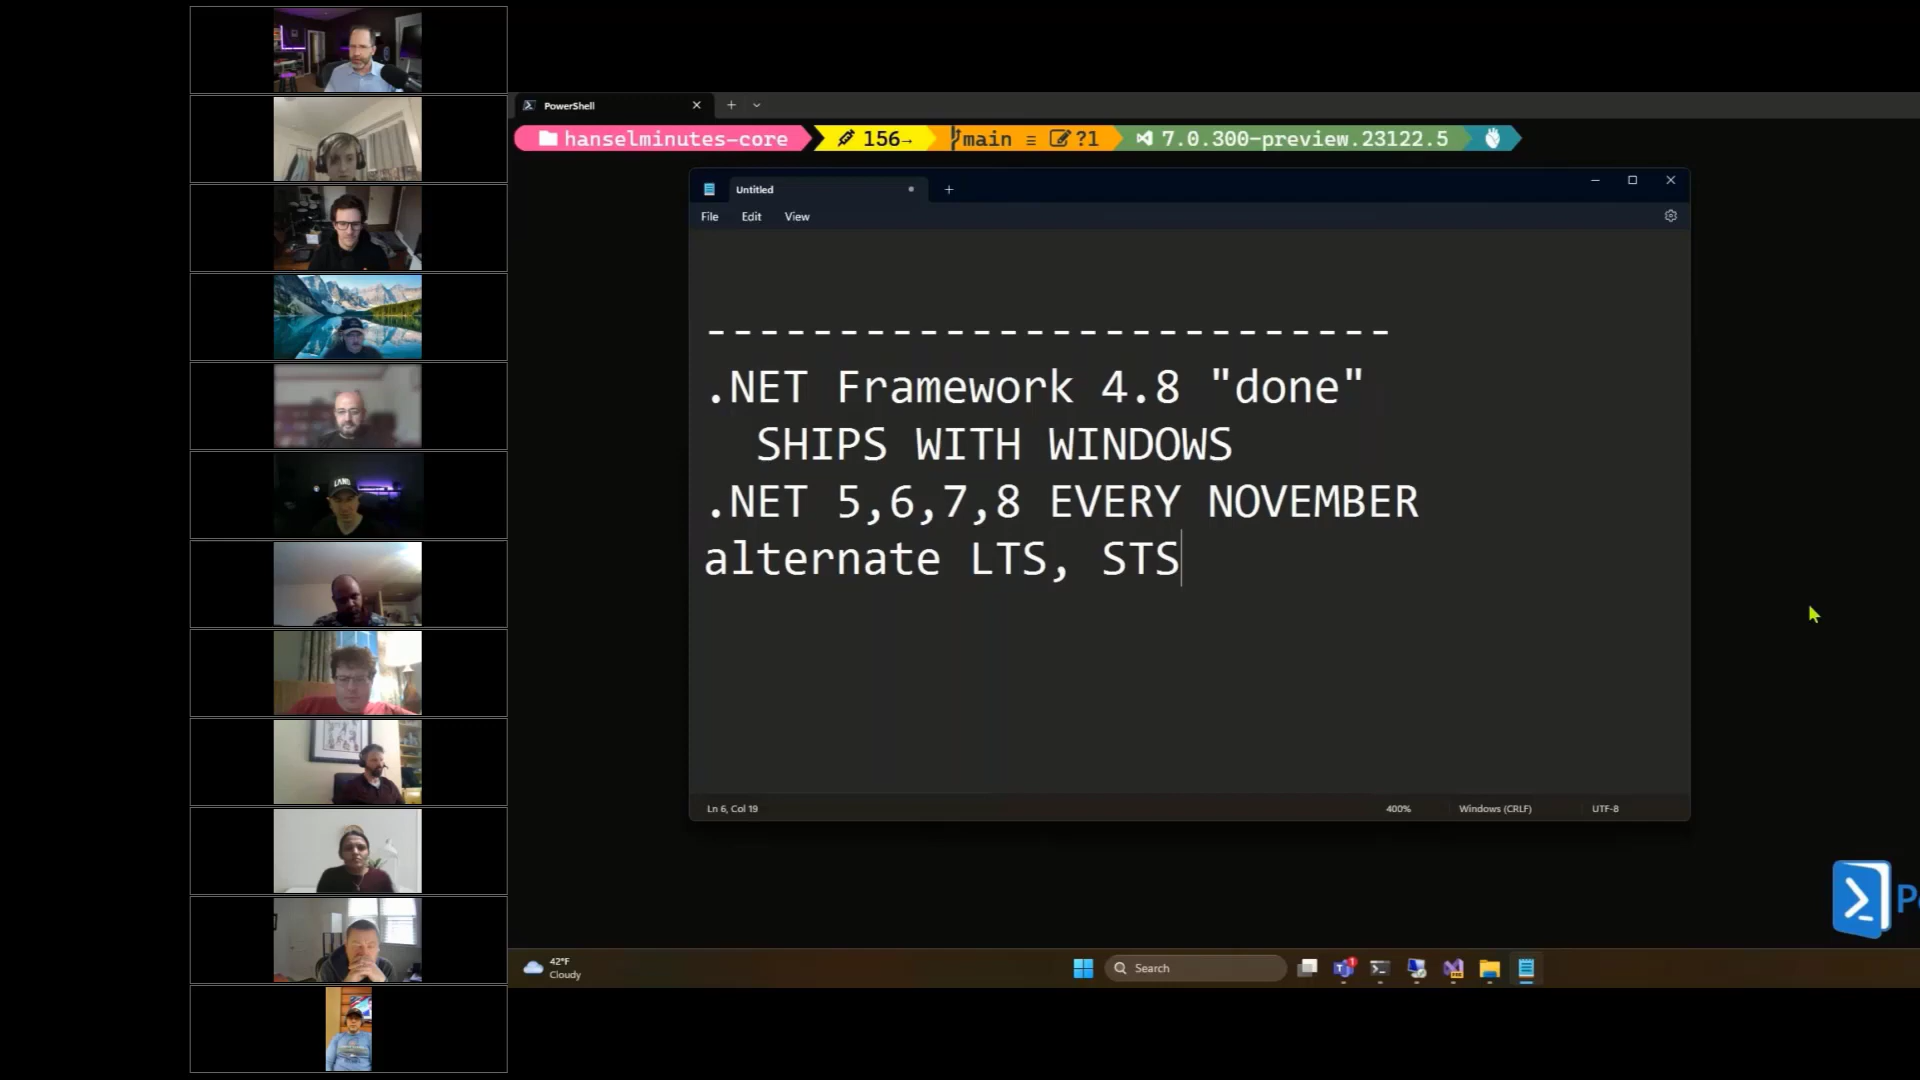 PowerShell
hanselminutes-core 156→ main ≡ ?1 7.0.300-preview.23122.5
Untitled
File Edit View
--------------------------
.NET Framework 4.8 "done"
SHIPS WITH WINDOWS
.NET 5,6,7,8 EVERY NOVEMBER
alternate LTS, STS
Ln 6, Col 19 400% Windows (CRLF) UTF-8
42°F
Cloudy
Search